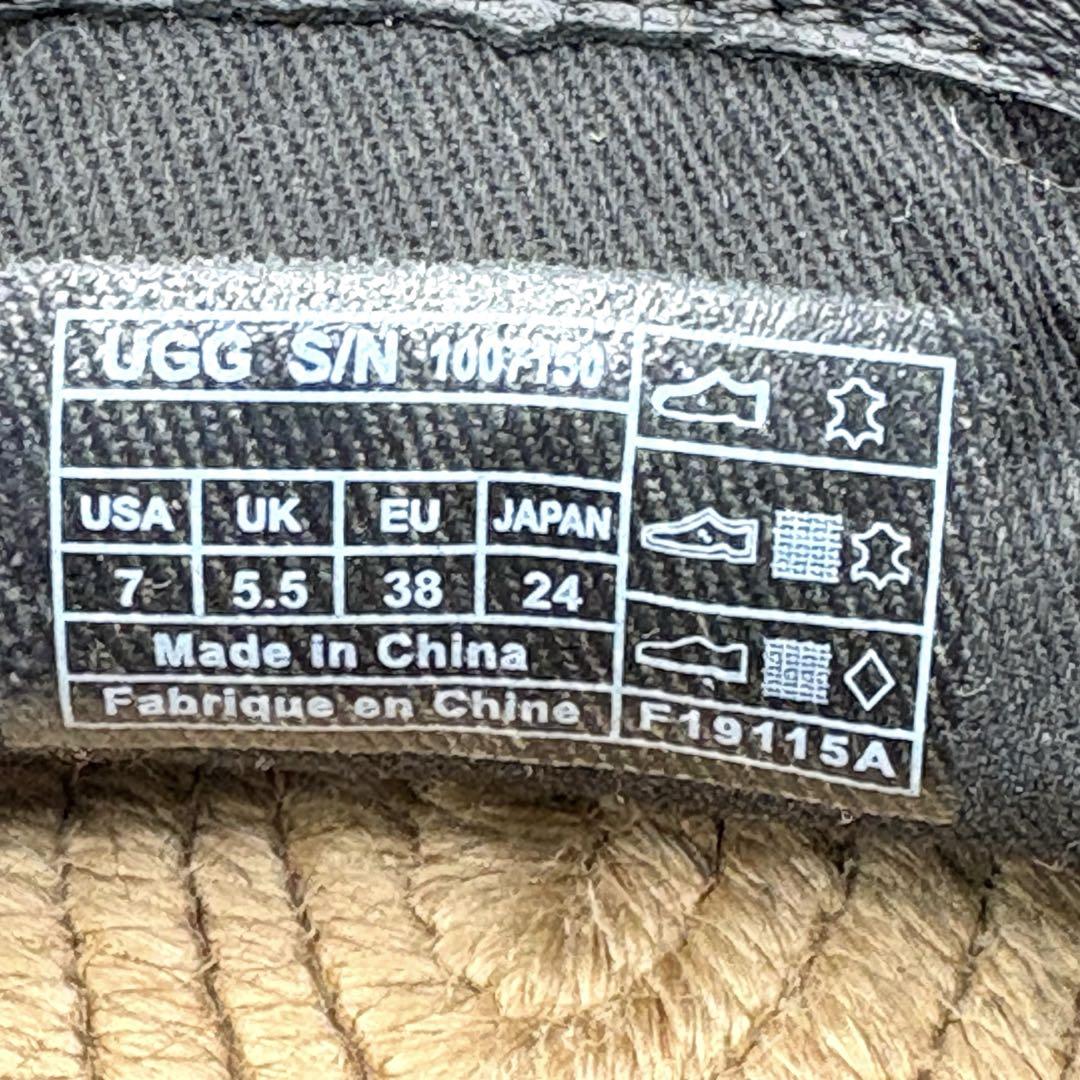 UGG S/N 1007150
USA UK EU JAPAN
7 5.5 38 24
Made in China
Fabrique en Chine
F19115A